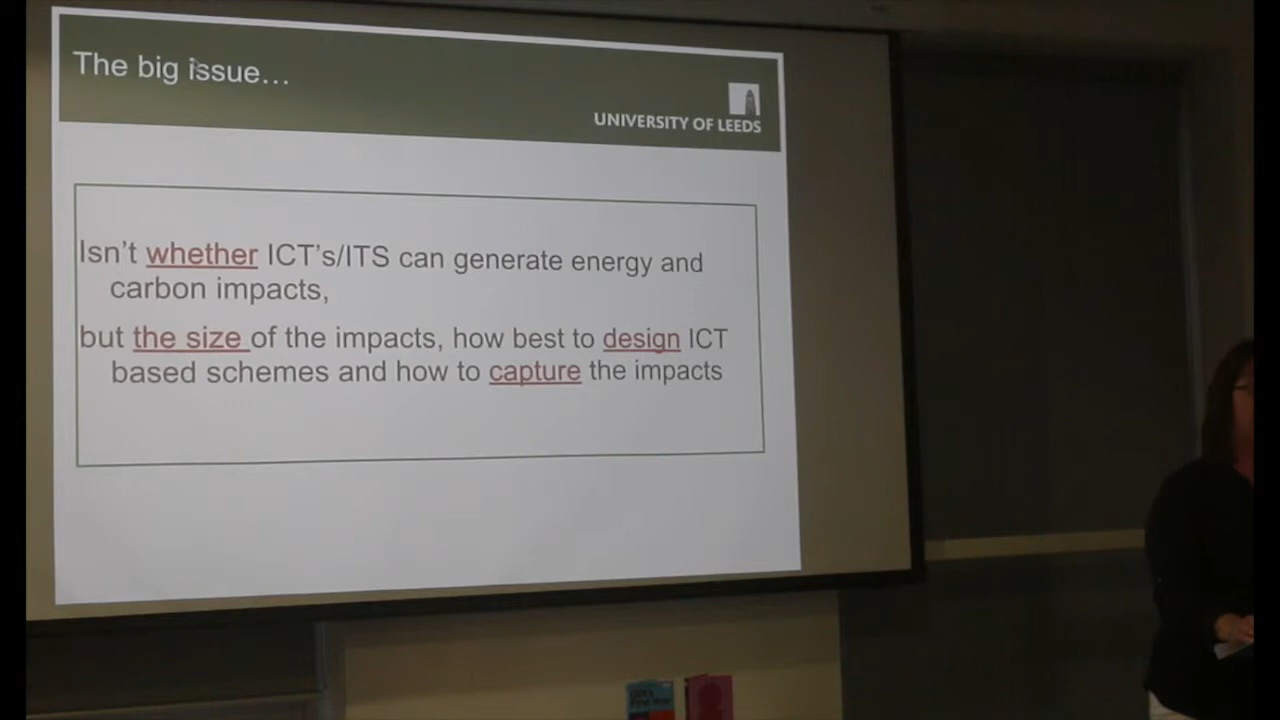 The big issue...
UNIVERSITY OF LEEDS
Isn't whether ICT's/ITS can generate energy and
carbon impacts,
but the size of the impacts, how best to design ICT
based schemes and how to capture the impacts